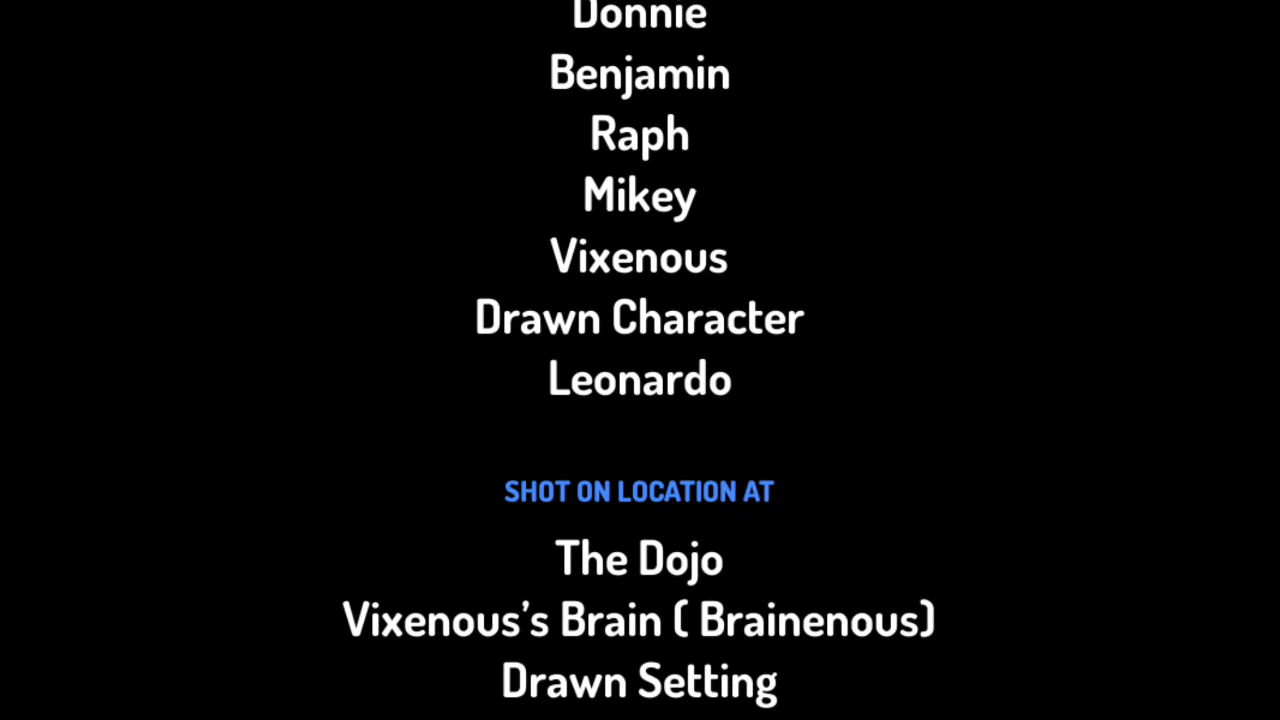 Donnie
Benjamin
Raph
Mikey
Vixenous
Drawn Character
Leonardo
SHOT ON LOCATION AT
The Dojo
Vixenous’s Brain ( Brainenous)
Drawn Setting